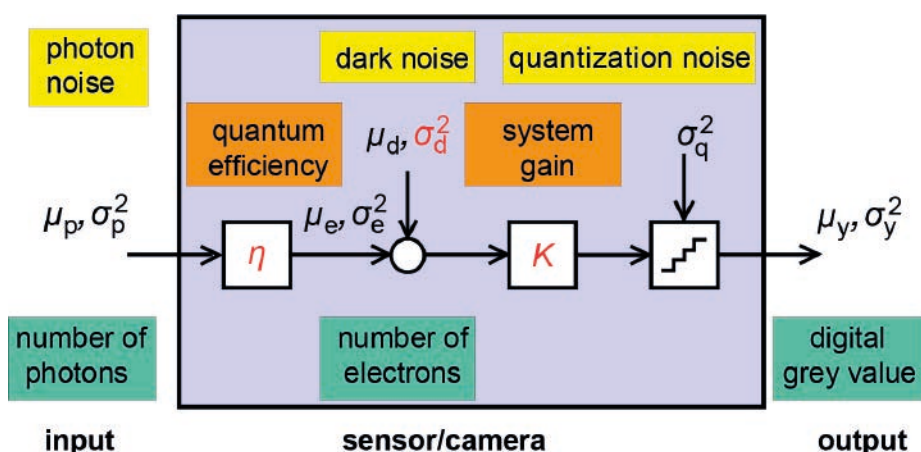 photon
noise
dark noise
quantization noise
quantum
efficiency
μd, σd²
system
gain
σq²
μp, σp²
η
μe, σe²
K
μy, σy²
number of
photons
number of
electrons
digital
grey value
input
sensor/camera
output